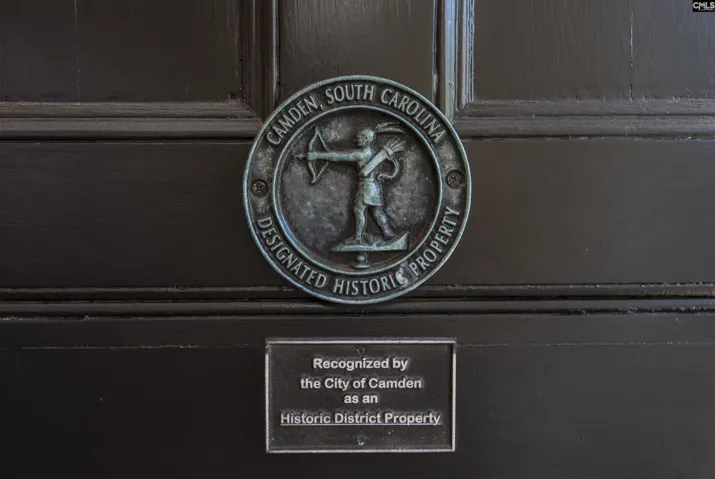 CMLS
CAMDEN, SOUTH CAROLINA
DESIGNATED HISTORIC PROPERTY
Recognized by
the City of Camden
as an
Historic District Property